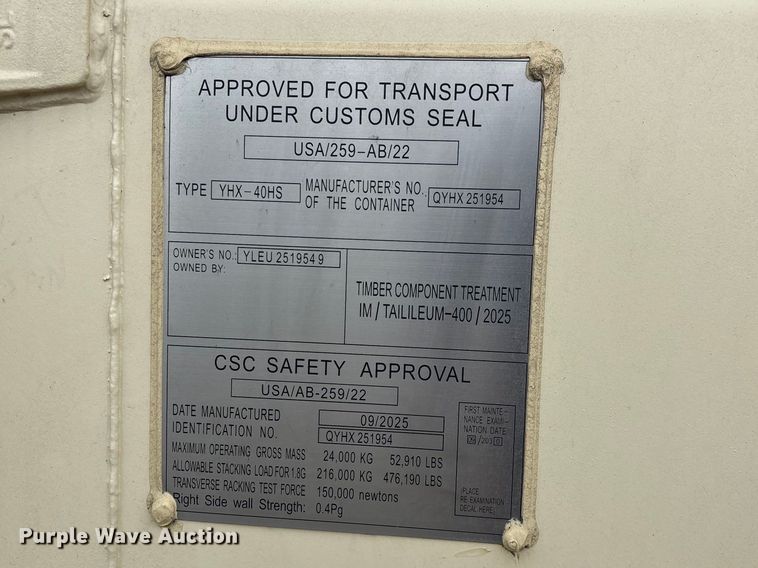 APPROVED FOR TRANSPORT
UNDER CUSTOMS SEAL
USA/259-AB/22
TYPE YHX-40HS MANUFACTURER'S NO. OF THE CONTAINER QYHX 251954
OWNER'S NO.: YLEU 2519549
OWNED BY:
TIMBER COMPONENT TREATMENT
IM/TAILILEUM-400/2025
CSC SAFETY APPROVAL
USA/AB-259/22
DATE MANUFACTURED 09/2025
IDENTIFICATION NO. QYHX 251954
MAXIMUM OPERATING GROSS MASS 24,000 KG 52,910 LBS
ALLOWABLE STACKING LOAD FOR 1.8G 216,000 KG 476,190 LBS
TRANSVERSE RACKING TEST FORCE 150,000 newtons
Right Side wall Strength: 0.4Pg
FIRST MAINTE-
NANCE EXAMI-
NATION DATE:
(PLACE
RE-EXAMINATION
DECAL HERE)
Purple Wave Auction